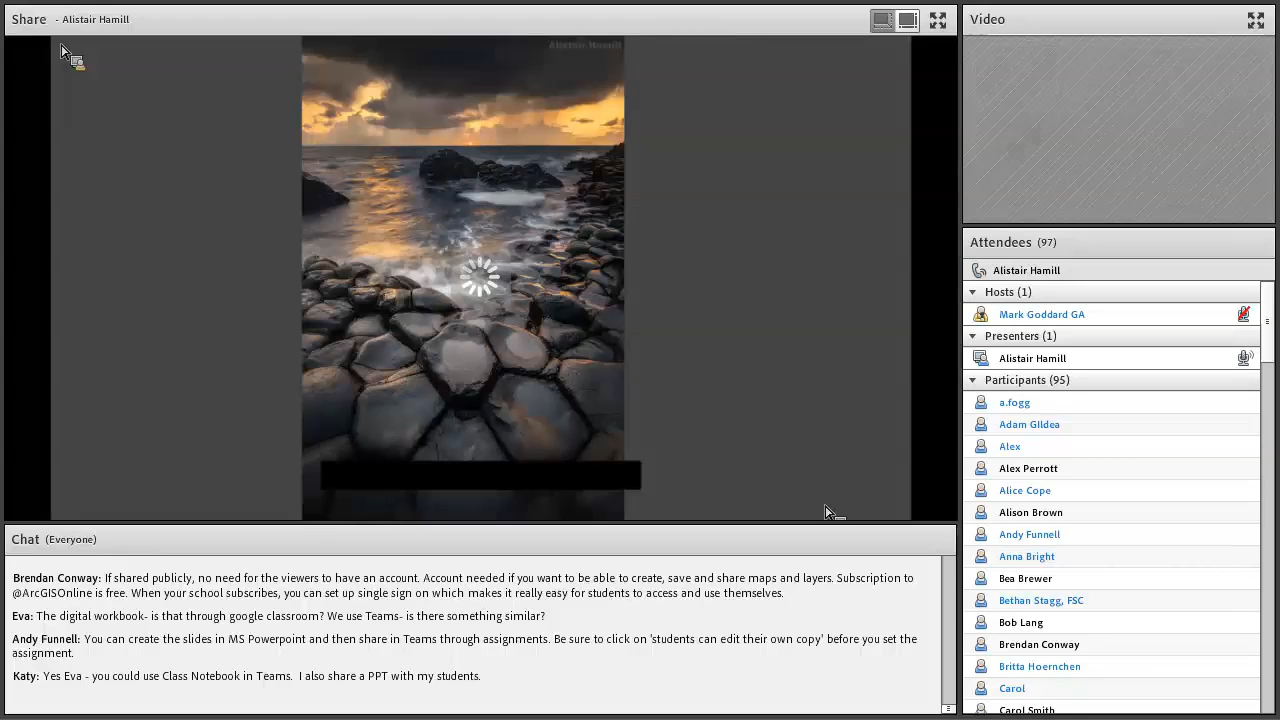 Share - Alistair Hamill
Alistair Hamill
Video
Attendees (97)
Alistair Hamill
Hosts (1)
Mark Goddard GA
Presenters (1)
Alistair Hamill
Participants (95)
a.fogg
Adam GIldea
Alex
Alex Perrott
Alice Cope
Alison Brown
Andy Funnell
Anna Bright
Bea Brewer
Bethan Stagg, FSC
Bob Lang
Brendan Conway
Britta Hoernchen
Carol
Carol Smith
Chat (Everyone)
Brendan Conway: If shared publicly, no need for the viewers to have an account. Account needed if you want to be able to create, save and share maps and layers. Subscription to
@ArcGISOnline is free. When your school subscribes, you can set up single sign on which makes it really easy for students to access and use themselves.
Eva: The digital workbook- is that through google classroom? We use Teams- is there something similar?
Andy Funnell: You can create the slides in MS Powerpoint and then share in Teams through assignments. Be sure to click on 'students can edit their own copy' before you set the
assignment.
Katy: Yes Eva - you could use Class Notebook in Teams. I also share a PPT with my students.